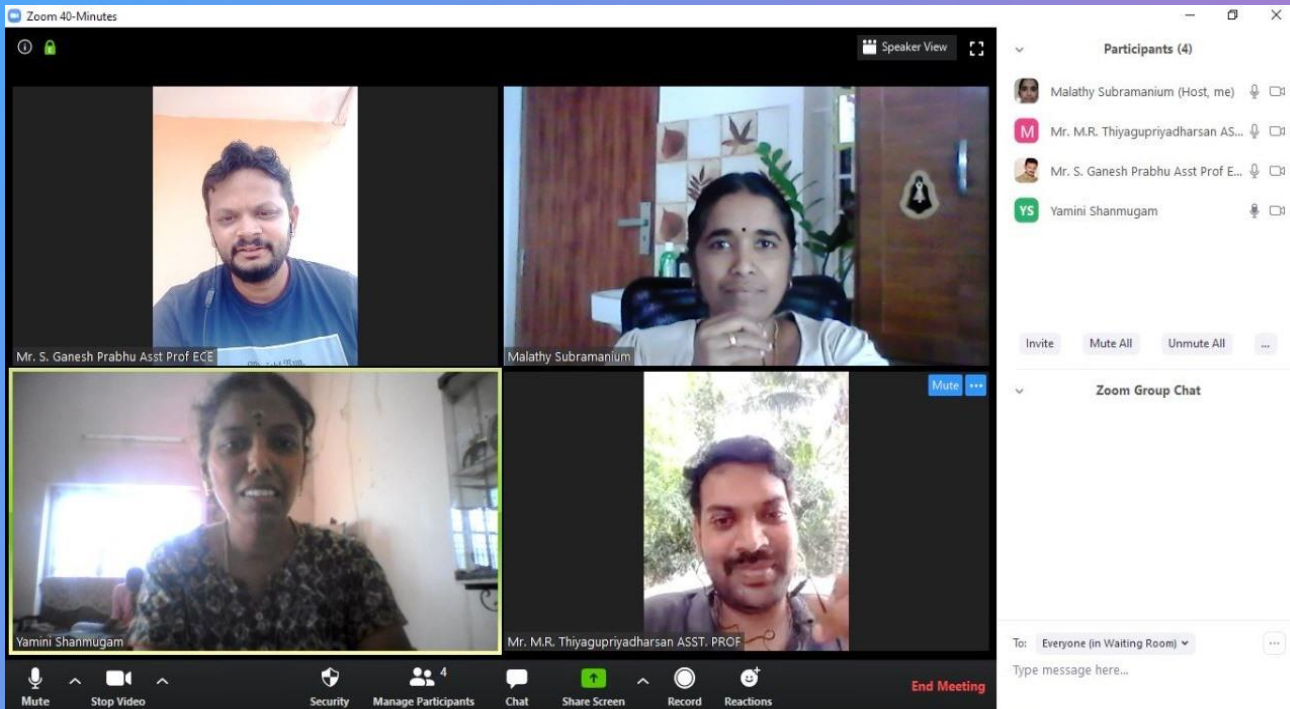 Zoom 40-Minutes
Speaker View
Mr. S. Ganesh Prabhu Asst Prof ECE
Malathy Subramanium
Mute
Yamini Shanmugam
Mr. M.R. Thiyagupriyadharsan ASST. PROF
Participants (4)
Malathy Subramanium (Host, me)
M Mr. M.R. Thiyagupriyadharsan AS...
Mr. S. Ganesh Prabhu Asst Prof E...
YS Yamini Shanmugam
Invite Mute All Unmute All ...
Zoom Group Chat
To: Everyone (in Waiting Room)
Type message here...
Mute Stop Video Security Manage Participants 4 Chat Share Screen Record Reactions End Meeting